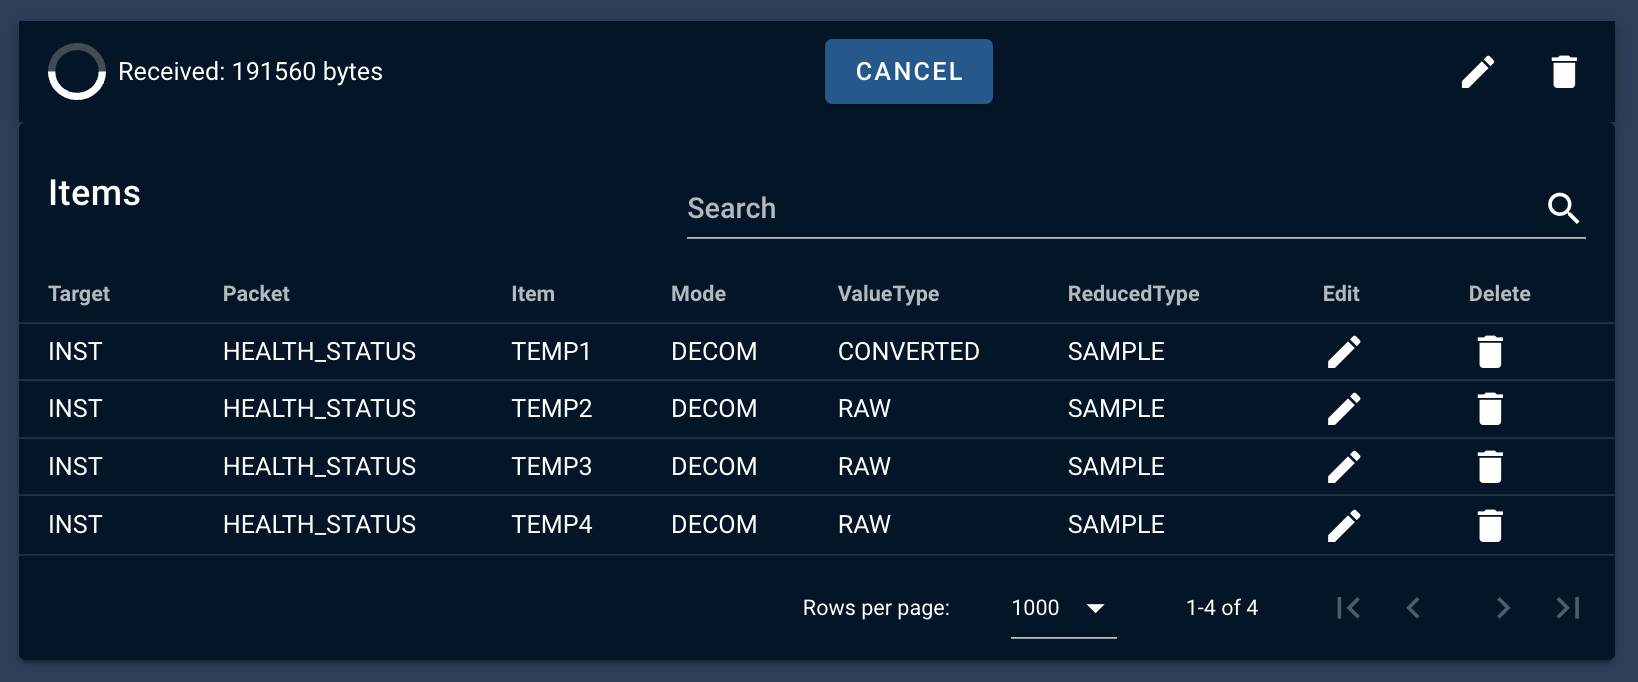 Received: 191560 bytes CANCEL
Items
Search
Target Packet Item Mode ValueType ReducedType Edit Delete
INST HEALTH_STATUS TEMP1 DECOM CONVERTED SAMPLE
INST HEALTH_STATUS TEMP2 DECOM RAW SAMPLE
INST HEALTH_STATUS TEMP3 DECOM RAW SAMPLE
INST HEALTH_STATUS TEMP4 DECOM RAW SAMPLE
Rows per page: 1000 1-4 of 4